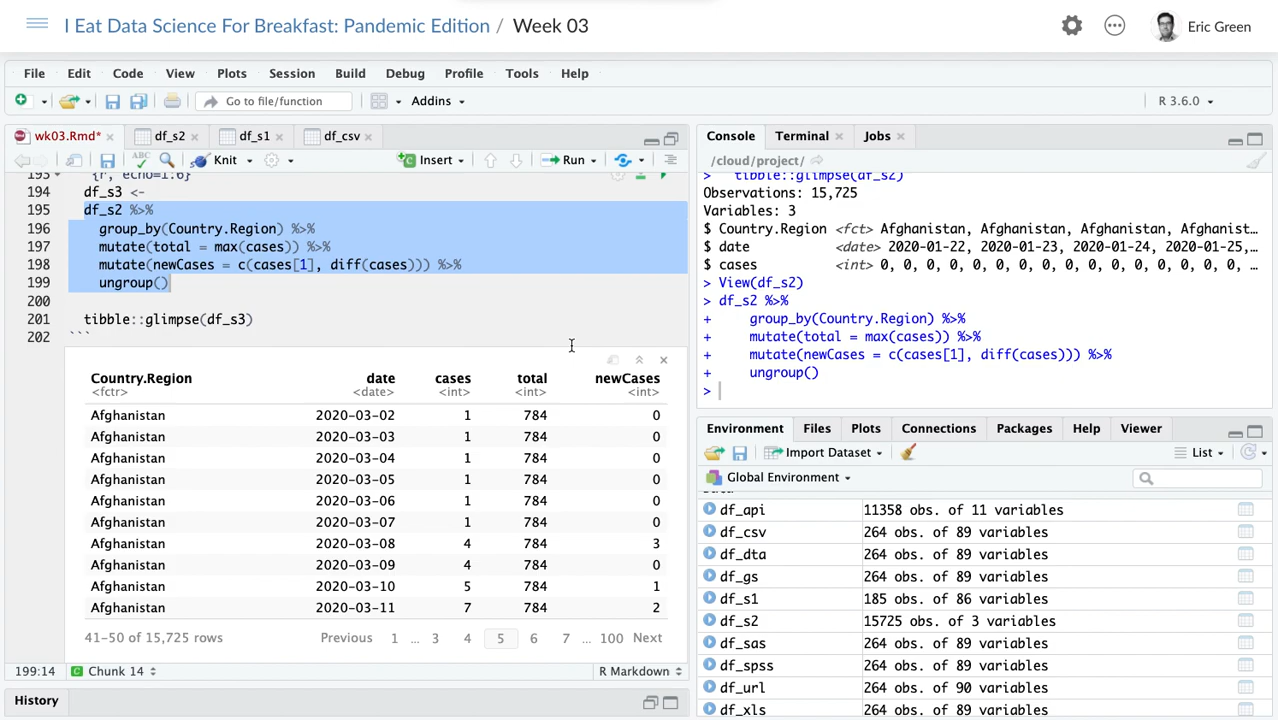 I Eat Data Science For Breakfast: Pandemic Edition / Week 03
Eric Green
File Edit Code View Plots Session Build Debug Profile Tools Help
Go to file/function Addins R 3.6.0
wk03.Rmd* df_s2 df_s1 df_csv
ABC Knit Insert Run
193 {r, echo=1:6}
194 df_s3 <-
195 df_s2 %>%
196 group_by(Country.Region) %>%
197 mutate(total = max(cases)) %>%
198 mutate(newCases = c(cases[1], diff(cases))) %>%
199 ungroup()
200
201 tibble::glimpse(df_s3)
202 ```
Country.Region date cases total newCases
<fctr> <date> <int> <int> <int>
Afghanistan 2020-03-02 1 784 0
Afghanistan 2020-03-03 1 784 0
Afghanistan 2020-03-04 1 784 0
Afghanistan 2020-03-05 1 784 0
Afghanistan 2020-03-06 1 784 0
Afghanistan 2020-03-07 1 784 0
Afghanistan 2020-03-08 4 784 3
Afghanistan 2020-03-09 4 784 0
Afghanistan 2020-03-10 5 784 1
Afghanistan 2020-03-11 7 784 2
41-50 of 15,725 rows Previous 1 ... 3 4 5 6 7 ... 100 Next
199:14 Chunk 14 R Markdown
History
Console Terminal Jobs
/cloud/project/
> tibble::glimpse(df_s2)
Observations: 15,725
Variables: 3
$ Country.Region <fct> Afghanistan, Afghanistan, Afghanist…
$ date <date> 2020-01-22, 2020-01-23, 2020-01-24, 2020-01-25,…
$ cases <int> 0, 0, 0, 0, 0, 0, 0, 0, 0, 0, 0, 0, 0, 0, 0, 0, …
> View(df_s2)
> df_s2 %>%
+ group_by(Country.Region) %>%
+ mutate(total = max(cases)) %>%
+ mutate(newCases = c(cases[1], diff(cases))) %>%
+ ungroup()
>
Environment Files Plots Connections Packages Help Viewer
Import Dataset List
Global Environment
df_api 11358 obs. of 11 variables
df_csv 264 obs. of 89 variables
df_dta 264 obs. of 89 variables
df_gs 264 obs. of 89 variables
df_s1 185 obs. of 86 variables
df_s2 15725 obs. of 3 variables
df_sas 264 obs. of 89 variables
df_spss 264 obs. of 89 variables
df_url 264 obs. of 90 variables
df_xls 264 obs. of 89 variables